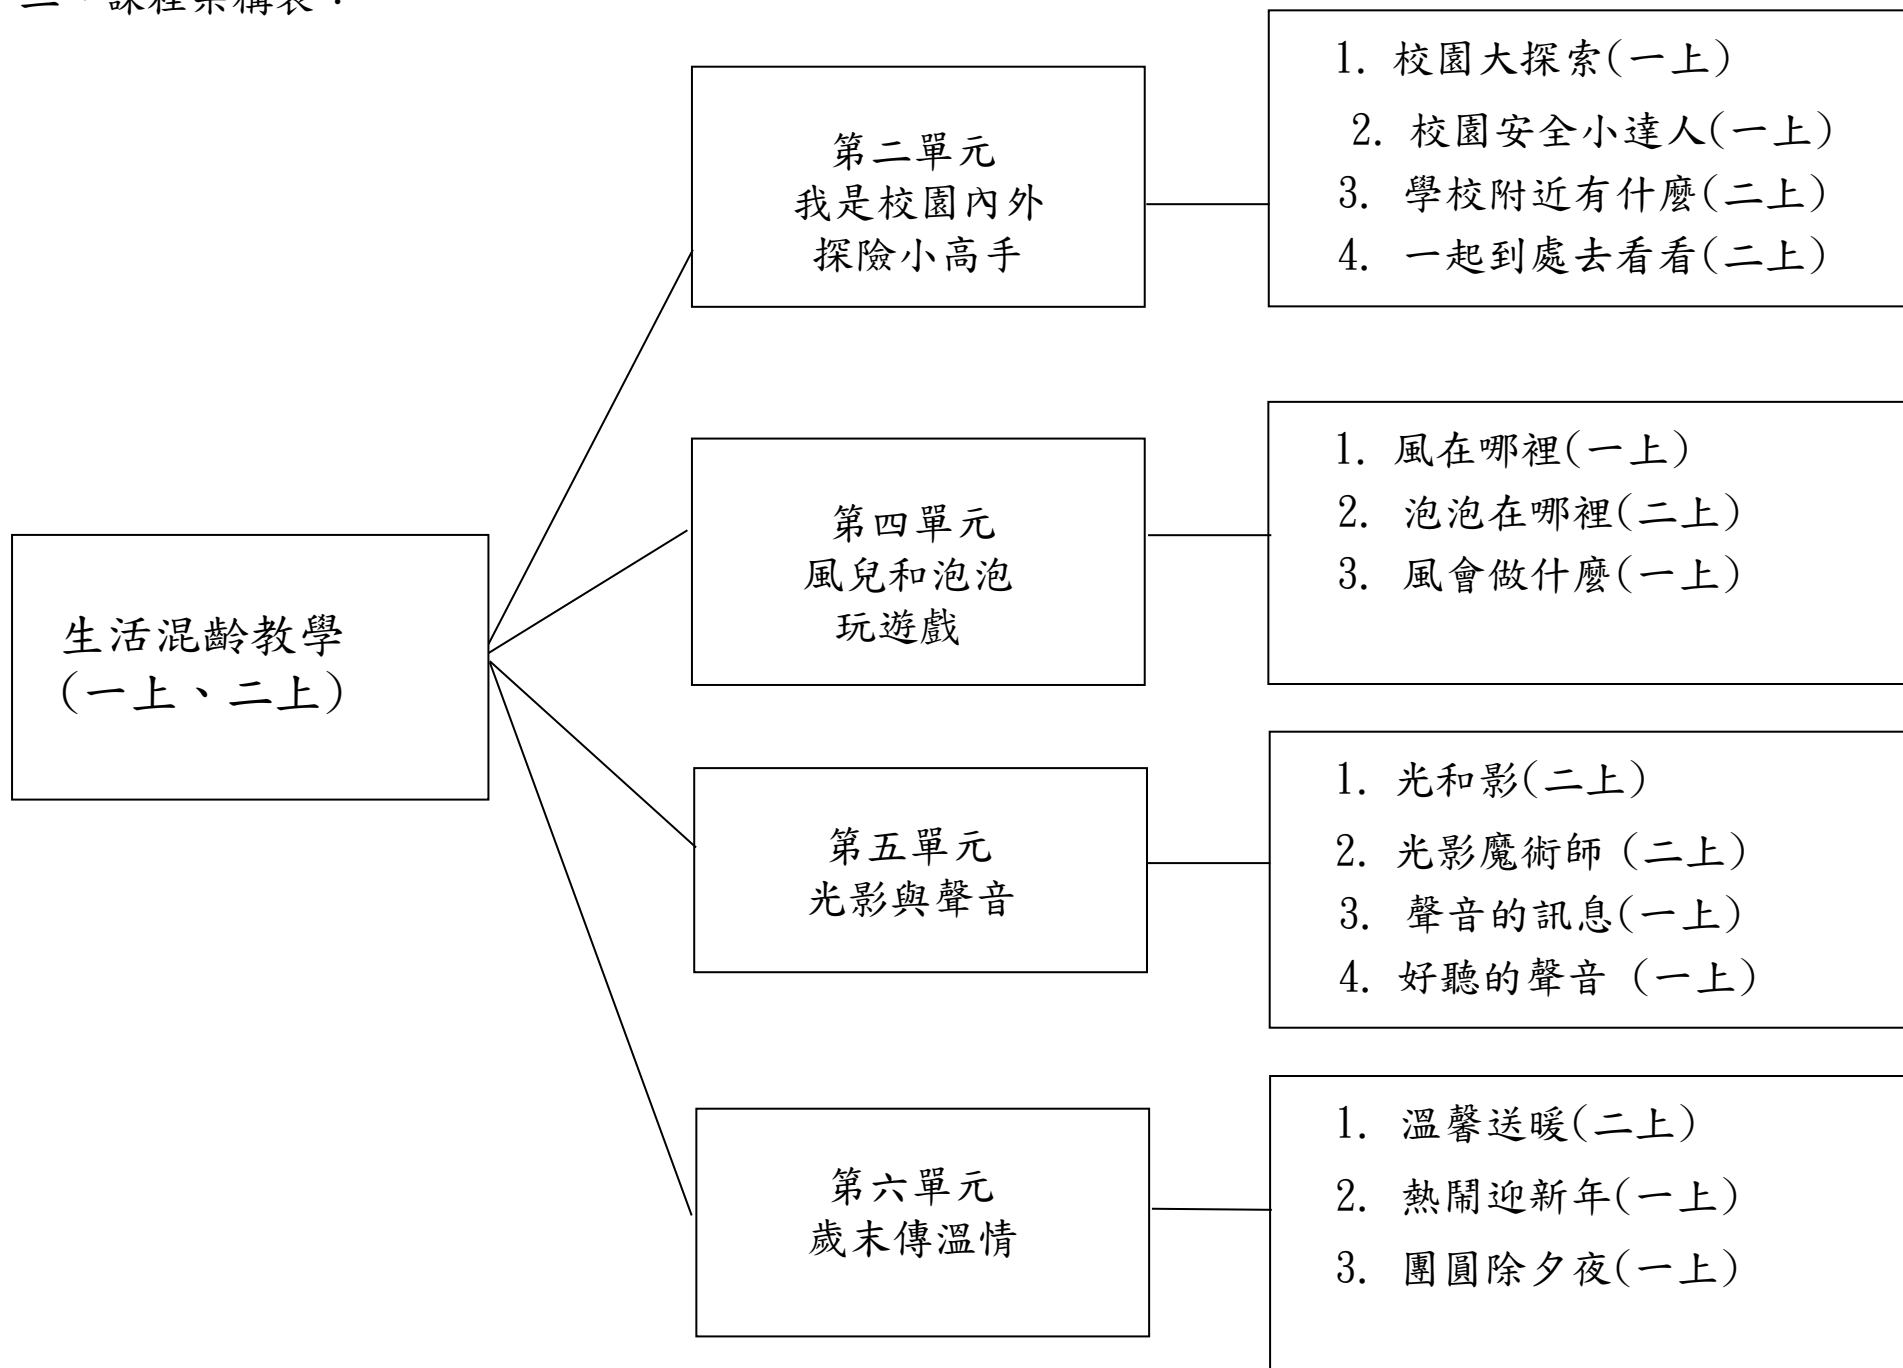 課程架構表：
第二單元
我是校園內外
探險小高手
1. 校園大探索(一上)
2. 校園安全小達人(一上)
3. 學校附近有什麼(二上)
4. 一起到處去看看(二上)
生活混齡教學
(一上、二上)
第四單元
風兒和泡泡
玩遊戲
1. 風在哪裡(一上)
2. 泡泡在哪裡(二上)
3. 風會做什麼(一上)
第五單元
光影與聲音
1. 光和影(二上)
2. 光影魔術師 (二上)
3. 聲音的訊息(一上)
4. 好聽的聲音 (一上)
第六單元
歲末傳溫情
1. 溫馨送暖(二上)
2. 熱鬧迎新年(一上)
3. 團圓除夕夜(一上)